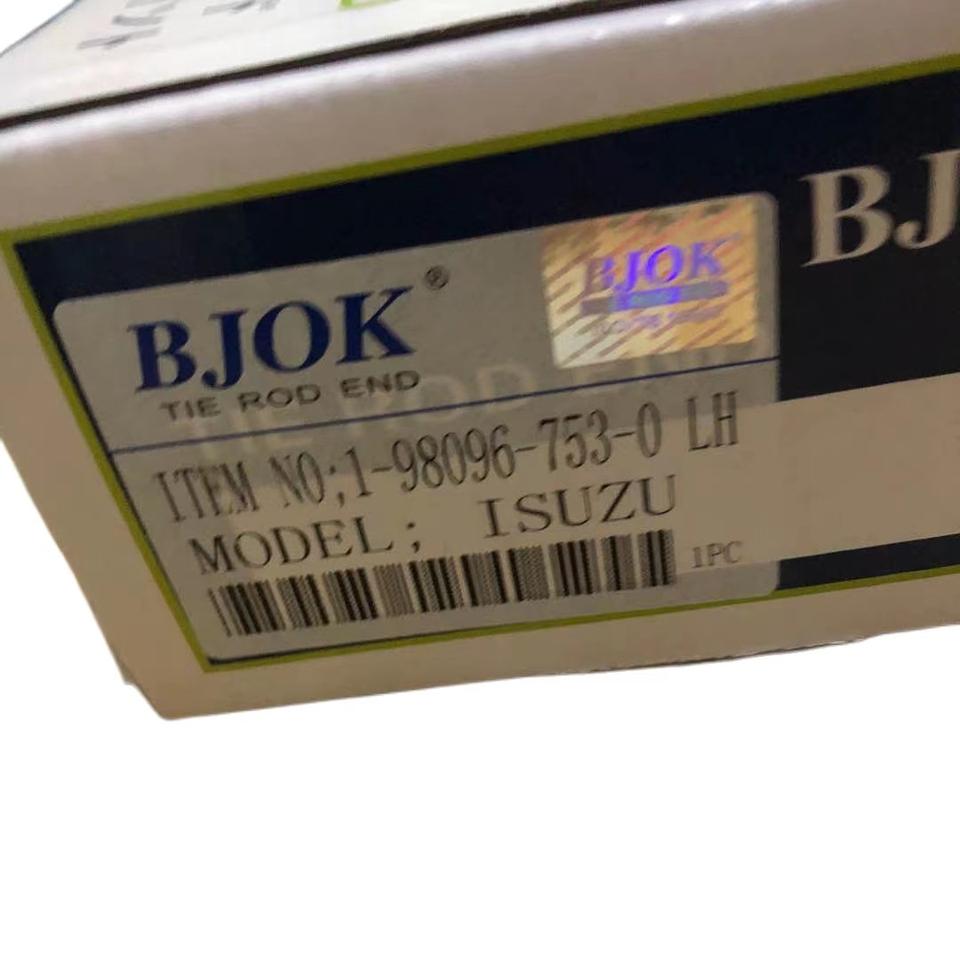 BJOK®
TIE ROD END
BJOK
BJ
ITEM NO;1-98096-753-0 LH
MODEL; ISUZU
1PC